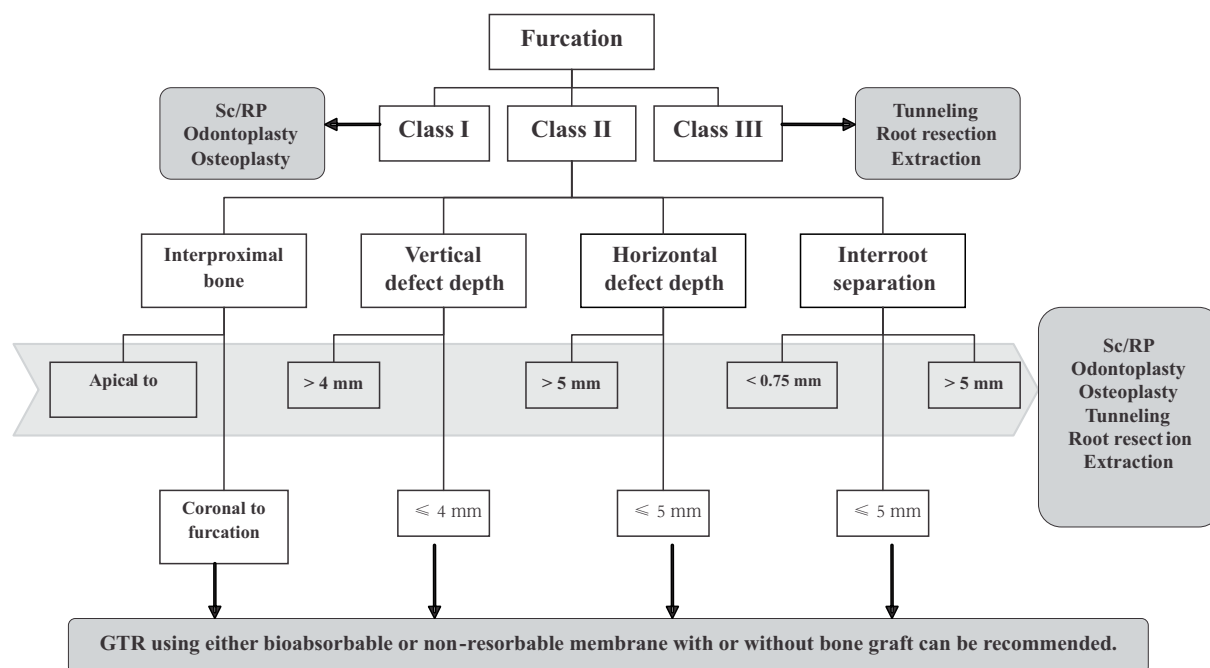 Furcation
Sc/RP
Odontoplasty
Osteoplasty
Class I
Class II
Class III
Tunneling
Root resection
Extraction
Interproximal
bone
Vertical
defect depth
Horizontal
defect depth
Interroot
separation
Apical to
> 4 mm
> 5 mm
< 0.75 mm
> 5 mm
Sc/RP
Odontoplasty
Osteoplasty
Tunneling
Root resection
Extraction
Coronal to
furcation
⩽ 4 mm
⩽ 5 mm
⩽ 5 mm
GTR using either bioabsorbable or non-resorbable membrane with or without bone graft can be recommended.